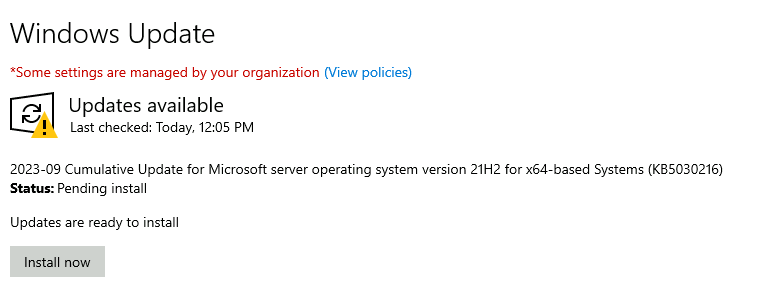 Windows Update
*Some settings are managed by your organization (View policies)
Updates available
Last checked: Today, 12:05 PM
2023-09 Cumulative Update for Microsoft server operating system version 21H2 for x64-based Systems (KB5030216)
Status: Pending install
Updates are ready to install
Install now